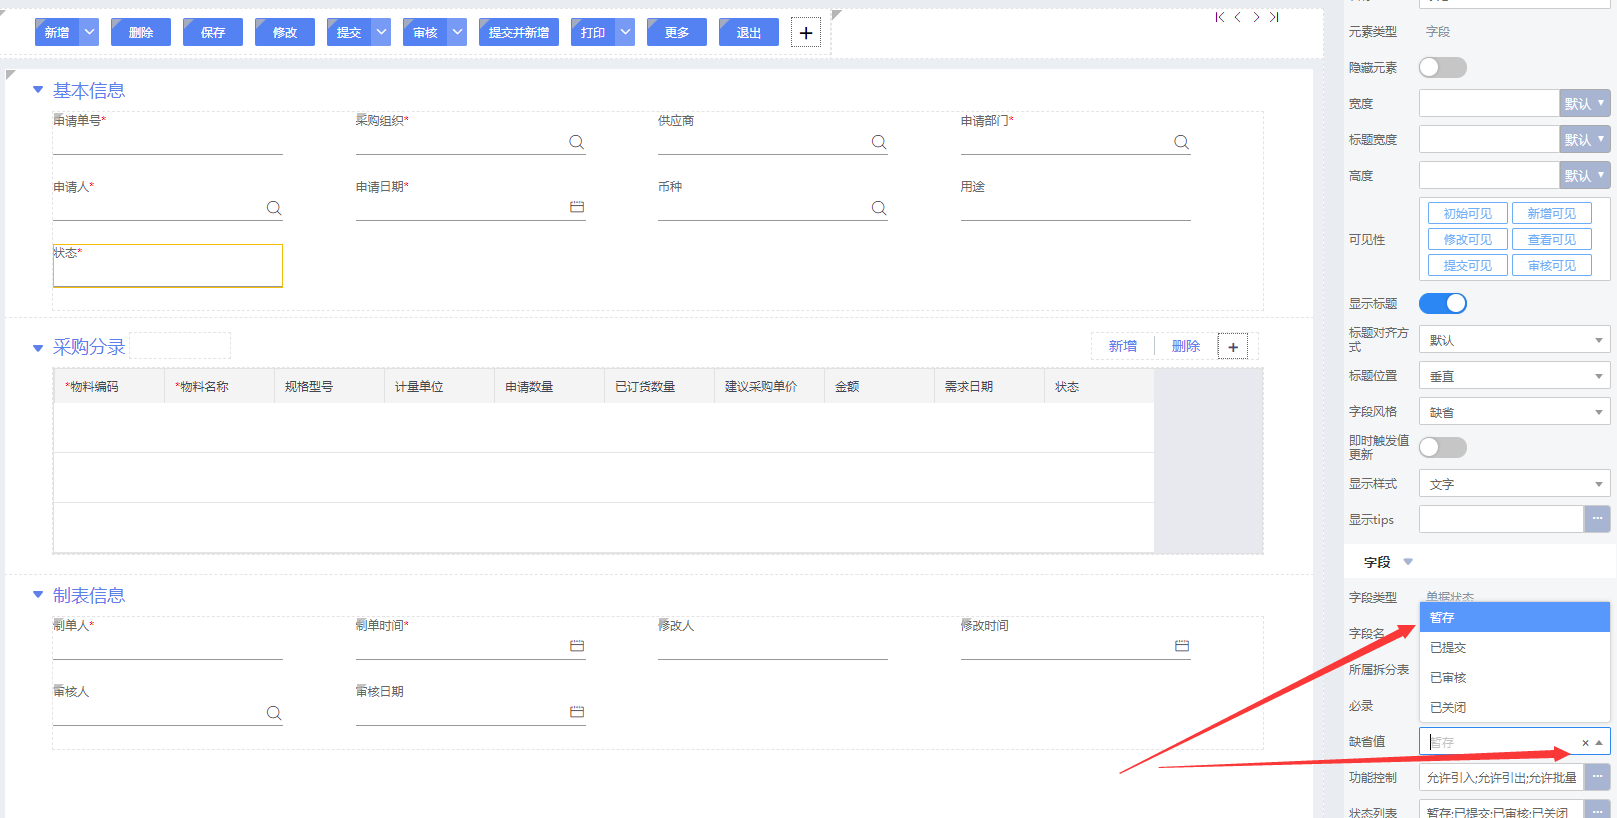 新增 删除 保存 修改 提交 审核 提交并新增 打印 更多 退出 +
基本信息
申请单号* 采购组织* 供应商 申请部门*
申请人* 申请日期* 币种 用途
状态*
采购分录 新增 删除 +
*物料编码 *物料名称 规格型号 计量单位 申请数量 已订货数量 建议采购单价 金额 需求日期 状态
制表信息
制单人* 制单时间* 修改人 修改时间
审核人 审核日期
元素类型 字段
隐藏元素
宽度 默认
标题宽度 默认
高度 默认
可见性
初始可见 新增可见
修改可见 查看可见
提交可见 审核可见
显示标题
标题对齐方
式
默认
标题位置 垂直
字段风格 缺省
即时触发值
更新
显示样式 文字
显示tips ...
字段
字段类型 单据状态
字段名
所属拆分表
必录
暂存
已提交
已审核
已关闭
缺省值 暂存 ×
功能控制 允许引入;允许引出;允许批量 ...
状态列表 暂存;已提交;已审核;已关闭 ...